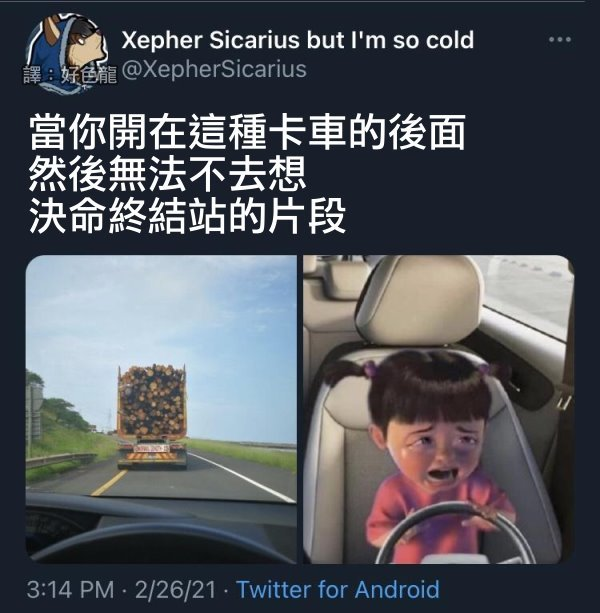 Xepher Sicarius but I'm so cold
譯：好色龍 @XepherSicarius
當你開在這種卡車的後面
然後無法不去想
決命終結站的片段
3:14 PM · 2/26/21 · Twitter for Android